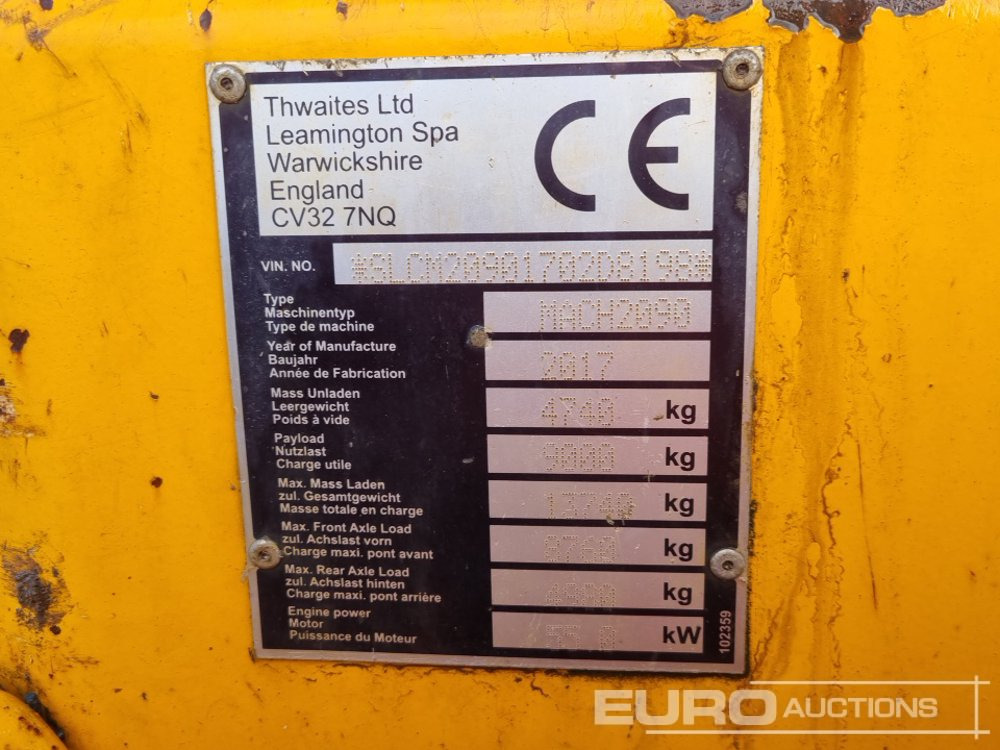 Thwaites Ltd
Leamington Spa
Warwickshire
England
CV32 7NQ
CE
VIN. NO. *SLCM20901702D8198*
Type
Maschinentyp
Type de machine
MACH2090
Year of Manufacture
Baujahr
Année de Fabrication
2017
Mass Unladen
Leergewicht
Poids à vide
4740 kg
Payload
Nutzlast
Charge utile
9000 kg
Max. Mass Laden
zul. Gesamtgewicht
Masse totale en charge
13740 kg
Max. Front Axle Load
zul. Achslast vorn
Charge maxi. pont avant
8760 kg
Max. Rear Axle Load
zul. Achslast hinten
Charge maxi. pont arrière
kg
Engine power
Motor
Puissance du Moteur
kW
102359
EURO AUCTIONS